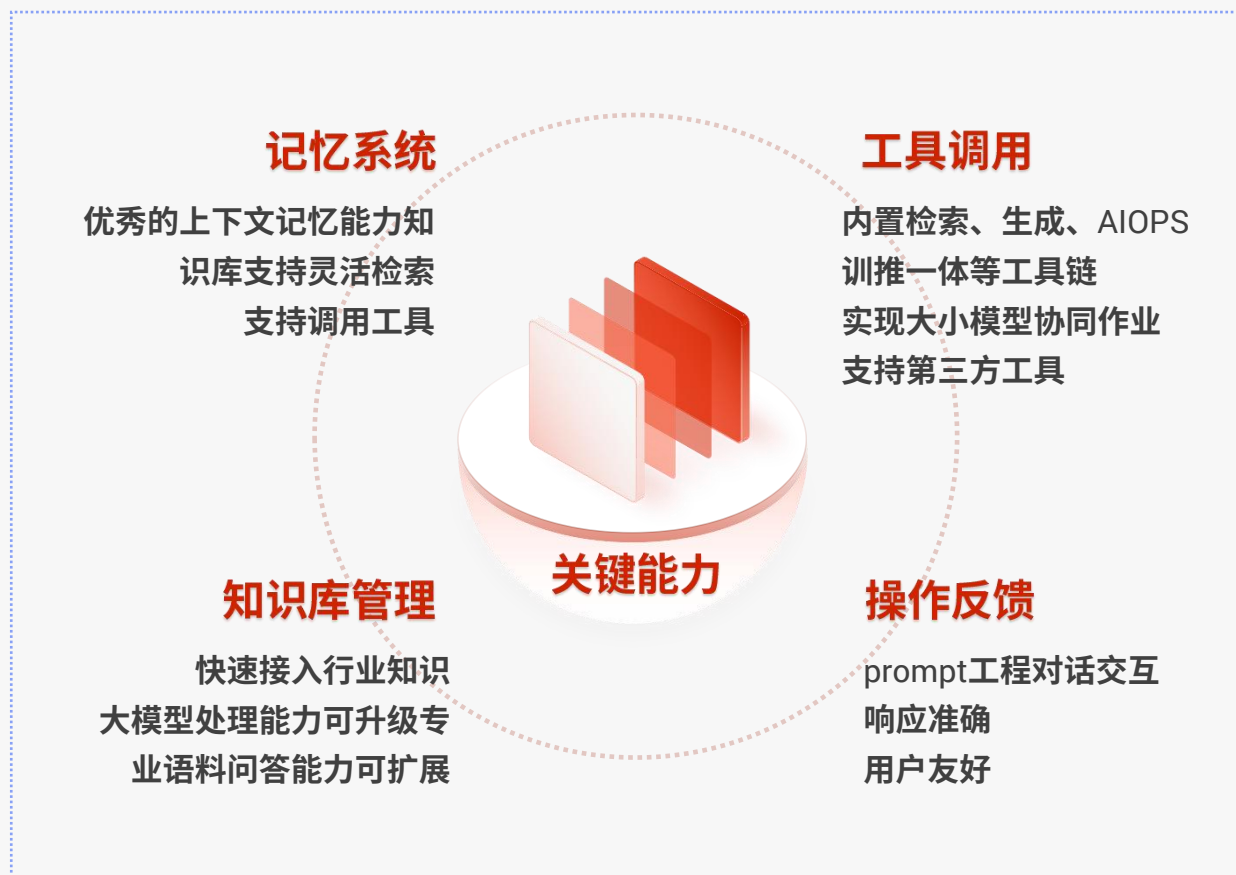 记忆系统
优秀的上下文记忆能力知
识库支持灵活检索
支持调用工具
工具调用
内置检索、生成、AIOPS
训推一体等工具链
实现大小模型协同作业
支持第三方工具
关键能力
知识库管理
快速接入行业知识
大模型处理能力可升级专
业语料问答能力可扩展
操作反馈
prompt工程对话交互
响应准确
用户友好